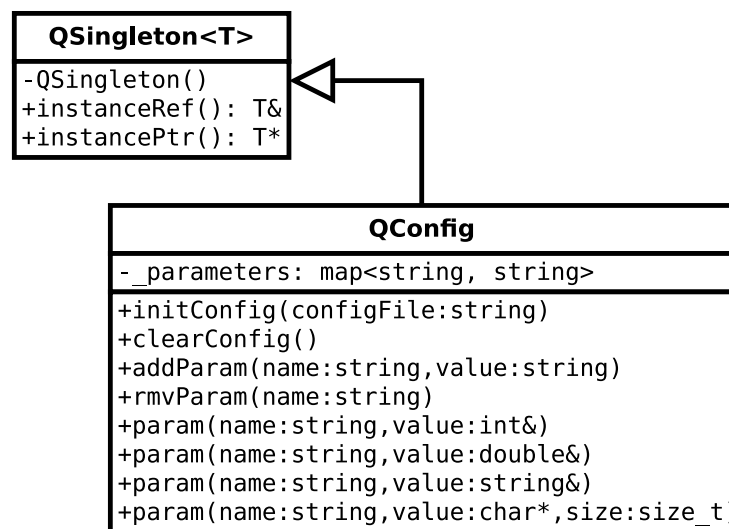 QSingleton<T>
-QSingleton()
+instanceRef(): T&
+instancePtr(): T*
QConfig
-_parameters: map<string, string>
+initConfig(configFile:string)
+clearConfig()
+addParam(name:string,value:string)
+rmvParam(name:string)
+param(name:string,value:int&)
+param(name:string,value:double&)
+param(name:string,value:string&)
+param(name:string,value:char*,size:size_t)